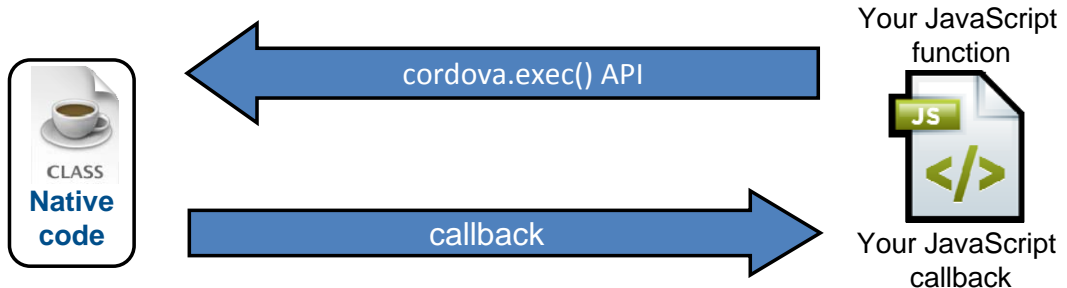 Your JavaScript
function
cordova.exec() API
JS
</>
CLASS
Native
code
callback
Your JavaScript
callback